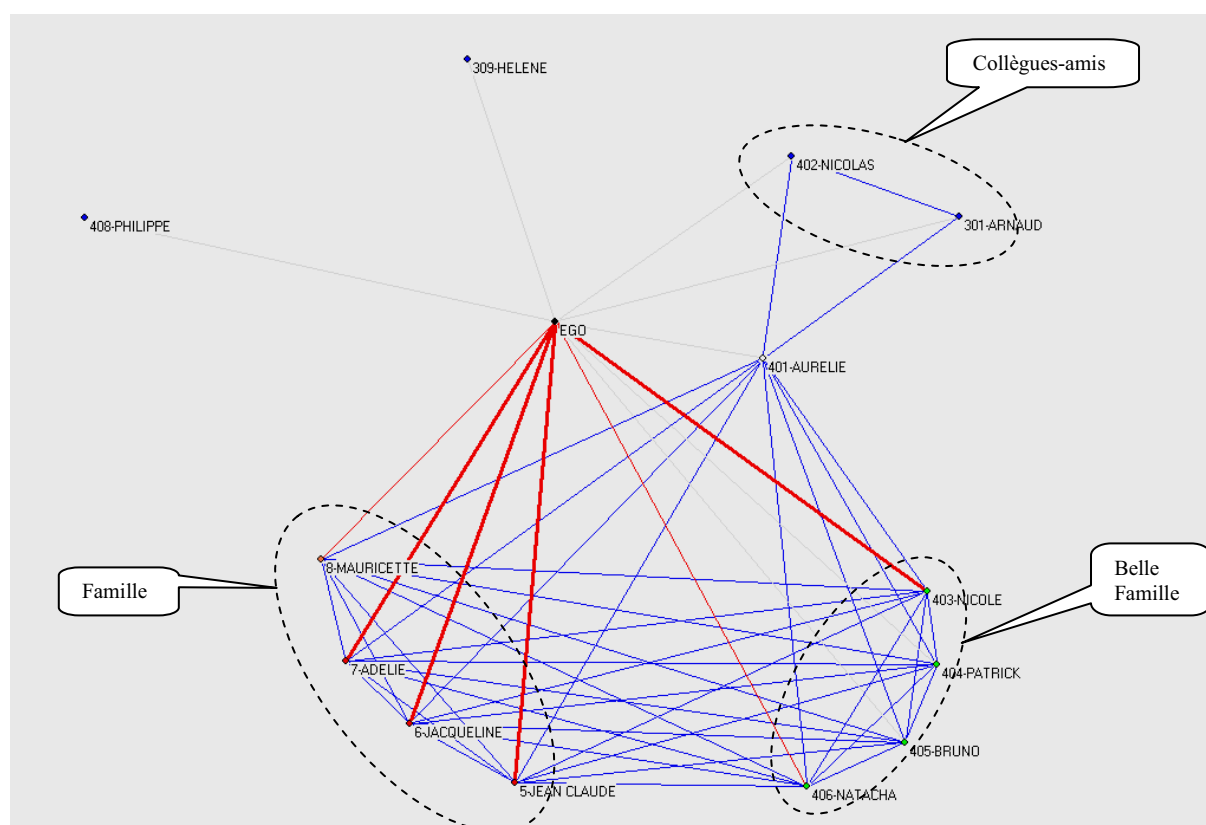 309-HELENE
Collègues-amis
402-NICOLAS
408-PHILIPPE
301-ARNAUD
EGO
401-AURELIE
8-MAURICETTE
Famille
Belle
Famille
403-NICOLE
7-ADELIE
404-PATRICK
6-JACQUELINE
405-BRUNO
5-JEAN CLAUDE
406-NATACHA